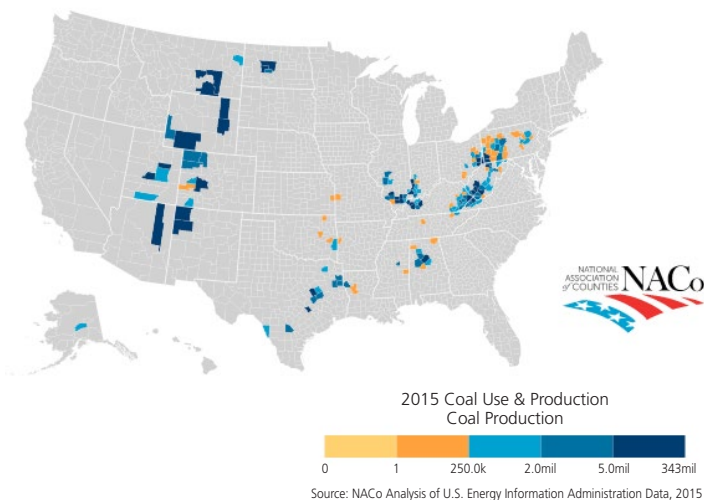 NATIONAL
ASSOCIATION
of COUNTIES
NACo
2015 Coal Use & Production
Coal Production
0 1 250.0k 2.0mil 5.0mil 343mil
Source: NACo Analysis of U.S. Energy Information Administration Data, 2015